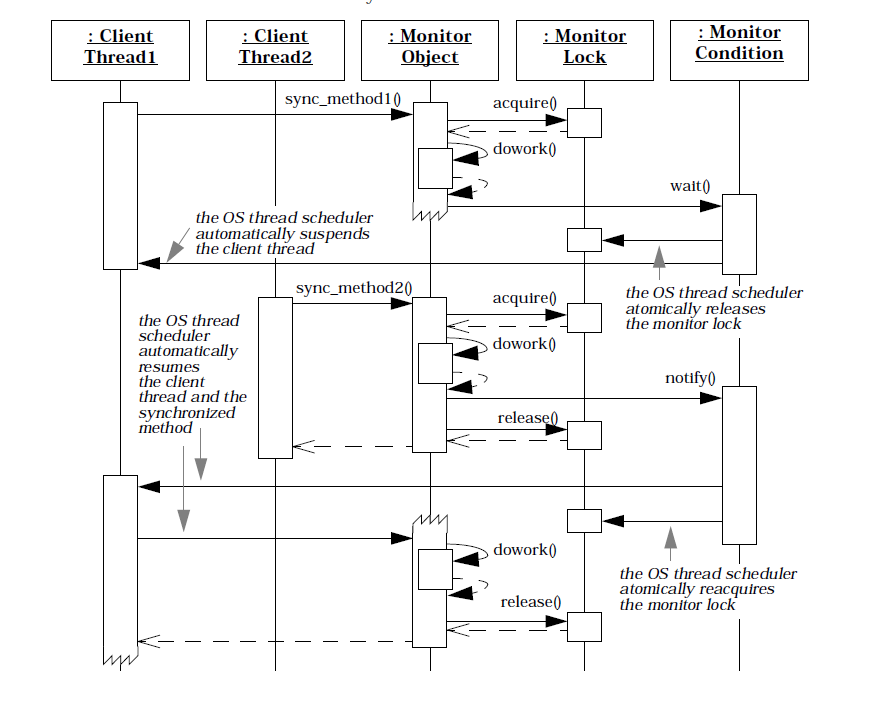 : Client
Thread1
: Client
Thread2
: Monitor
Object
: Monitor
Lock
: Monitor
Condition
sync_method1()
acquire()
dowork()
wait()
the OS thread scheduler
automatically suspends
the client thread
the OS thread scheduler
atomically releases
the monitor lock
sync_method2()
acquire()
the OS thread
scheduler
automatically
resumes
the client
thread and the
synchronized
method
dowork()
notify()
release()
dowork()
the OS thread scheduler
atomically reacquires
the monitor lock
release()